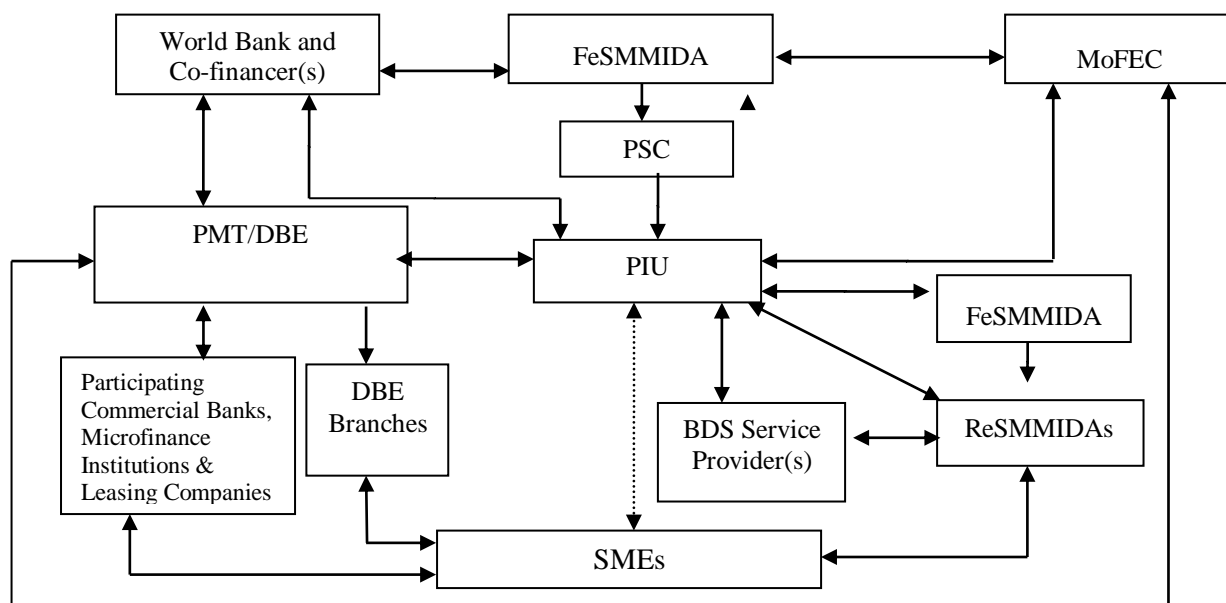 World Bank and
Co-financer(s)
FeSMMIDA
MoFEC
PSC
PMT/DBE
PIU
FeSMMIDA
Participating
Commercial Banks,
Microfinance
Institutions &
Leasing Companies
DBE
Branches
BDS Service
Provider(s)
ReSMMIDAs
SMEs